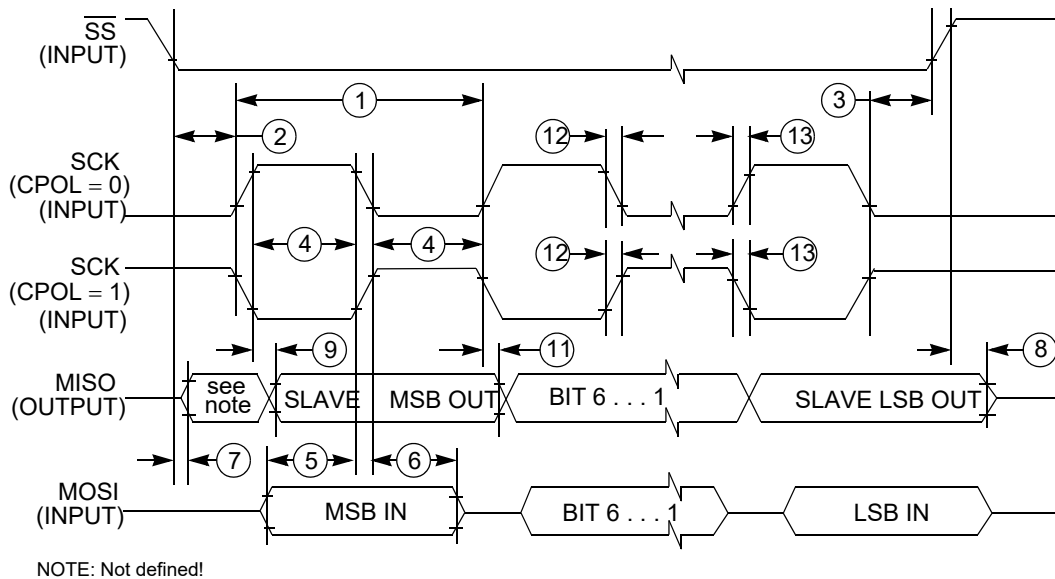 SS
(INPUT)
1
3
2
12
13
SCK
(CPOL = 0)
(INPUT)
4
4
12
13
SCK
(CPOL = 1)
(INPUT)
9
11
8
MISO
(OUTPUT)
see
note
SLAVE MSB OUT
BIT 6 . . . 1
SLAVE LSB OUT
7
5
6
MOSI
(INPUT)
MSB IN
BIT 6 . . . 1
LSB IN
NOTE: Not defined!